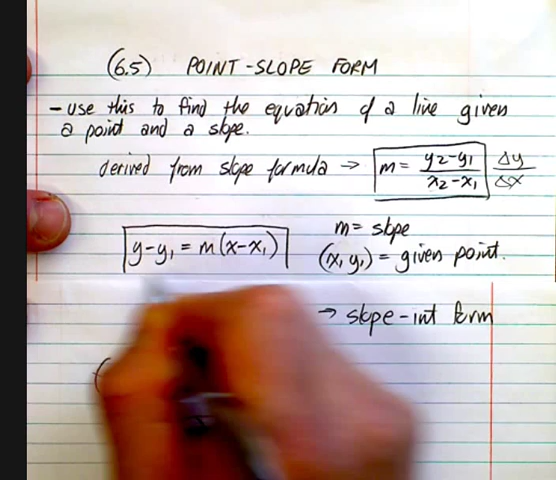 (6.5) POINT-SLOPE FORM
- use this to find the equation of a line given
a point and a slope.
derived from slope formula → m = y₂-y₁/x₂-x₁ Δy/Δx
y-y₁ = m(x-x₁)
m = slope
(x₁y₁) = given point.
→ slope-int form
(